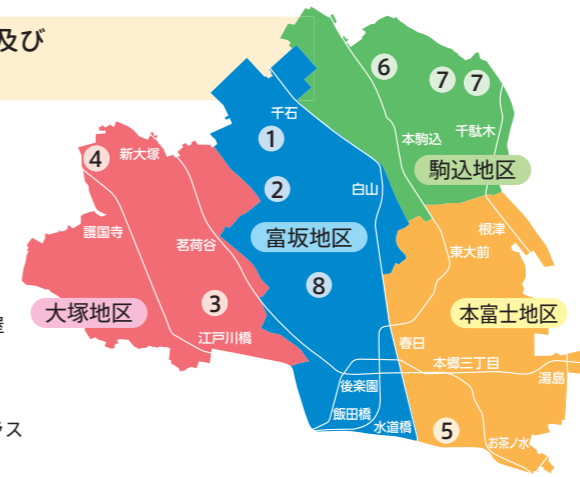 及び
6
7
7
千石
1
本駒込
千駄木
4
新大塚
駒込地区
2
白山
護国寺
茗荷谷
富坂地区
根津
東大前
8
3
大塚地区
本富士地区
江戸川橋
春日
本郷三丁目
湯島
後楽園
飯田橋
水道橋
5
お茶ノ水
ラス